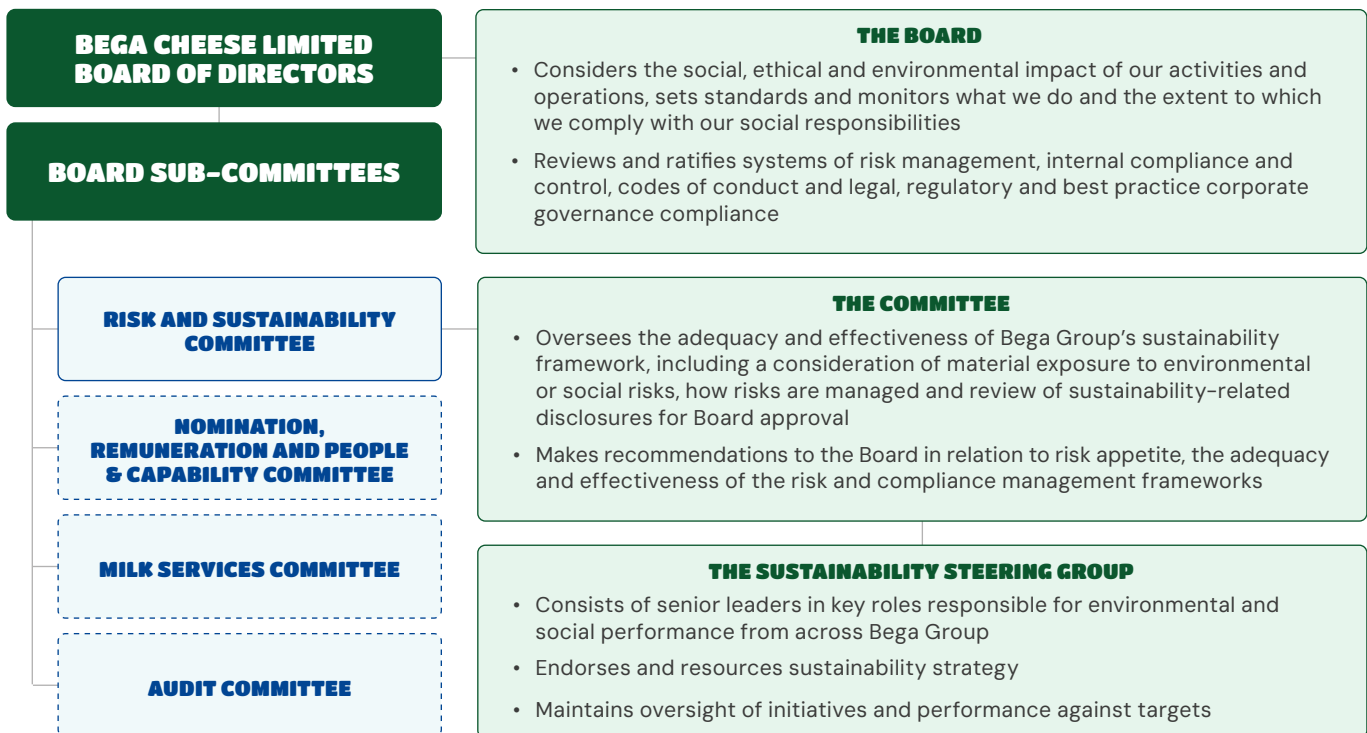 BEGA CHEESE LIMITED
BOARD OF DIRECTORS
BOARD SUB-COMMITTEES
THE BOARD
• Considers the social, ethical and environmental impact of our activities and
operations, sets standards and monitors what we do and the extent to which
we comply with our social responsibilities
• Reviews and ratifies systems of risk management, internal compliance and
control, codes of conduct and legal, regulatory and best practice corporate
governance compliance
RISK AND SUSTAINABILITY
COMMITTEE
NOMINATION,
REMUNERATION AND PEOPLE
& CAPABILITY COMMITTEE
MILK SERVICES COMMITTEE
AUDIT COMMITTEE
THE COMMITTEE
• Oversees the adequacy and effectiveness of Bega Group’s sustainability
framework, including a consideration of material exposure to environmental
or social risks, how risks are managed and review of sustainability-related
disclosures for Board approval
• Makes recommendations to the Board in relation to risk appetite, the adequacy
and effectiveness of the risk and compliance management frameworks
THE SUSTAINABILITY STEERING GROUP
• Consists of senior leaders in key roles responsible for environmental and
social performance from across Bega Group
• Endorses and resources sustainability strategy
• Maintains oversight of initiatives and performance against targets